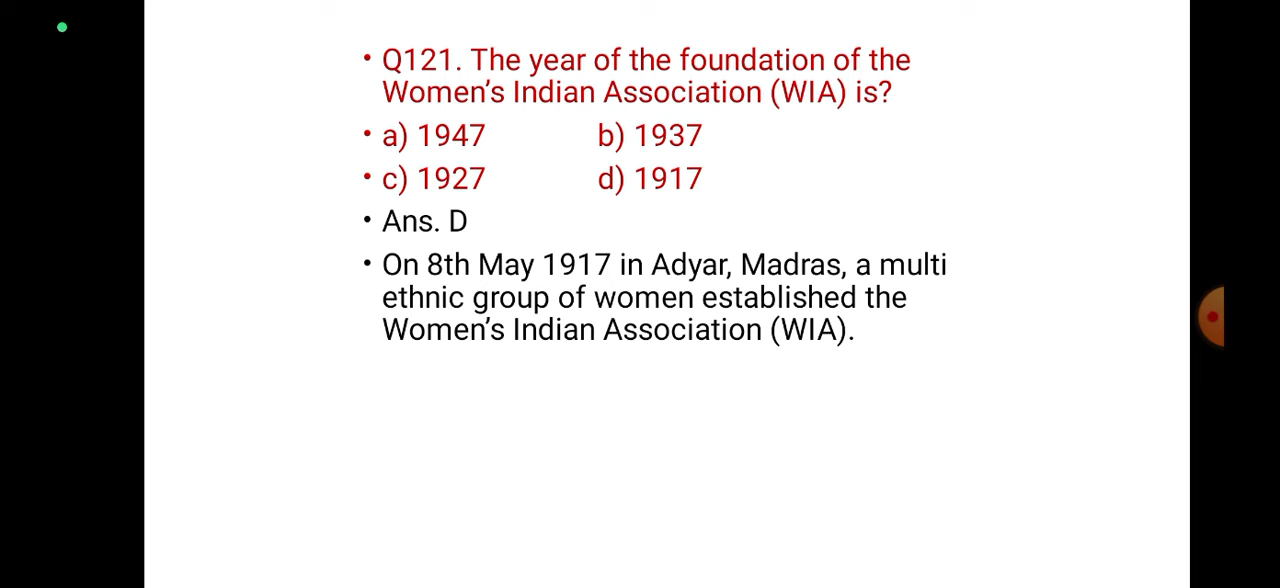 • Q121. The year of the foundation of the
Women's Indian Association (WIA) is?
• a) 1947 b) 1937
• c) 1927 d) 1917
• Ans. D
• On 8th May 1917 in Adyar, Madras, a multi
ethnic group of women established the
Women's Indian Association (WIA).